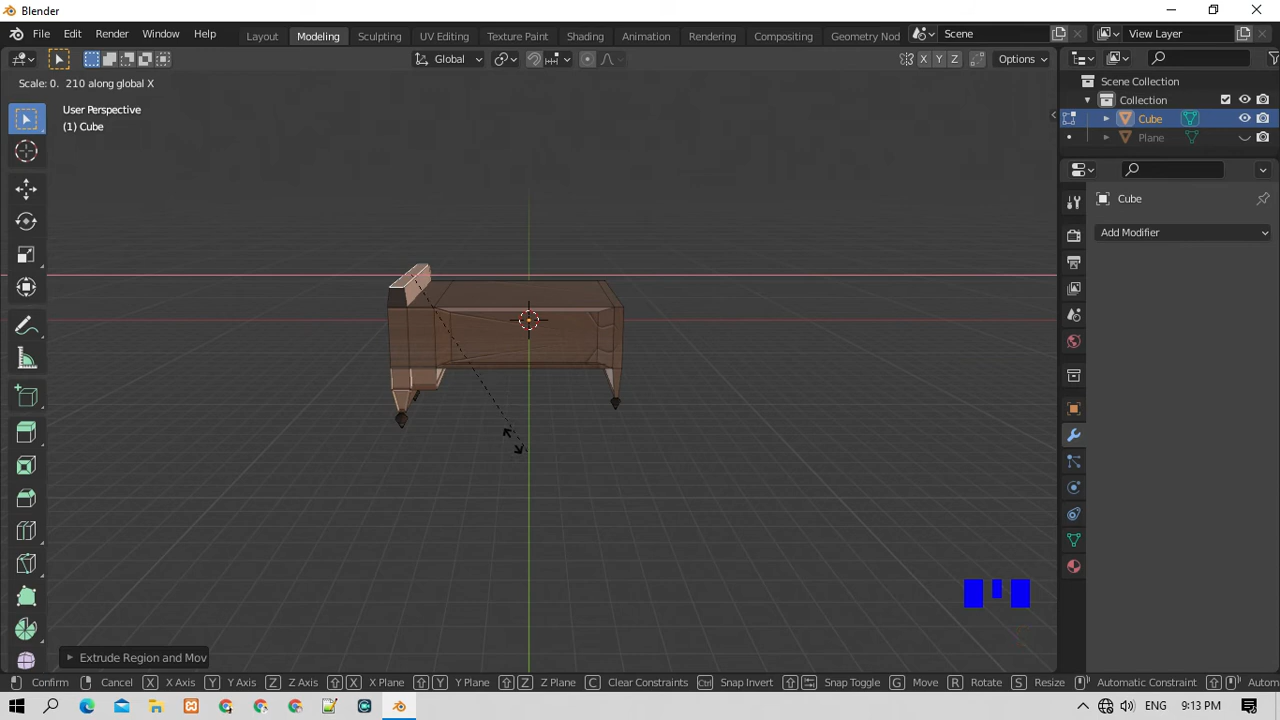 Blender
File Edit Render Window Help Layout Modeling Sculpting UV Editing Texture Paint Shading Animation Rendering Compositing Geometry Nod Scene View Layer
Global X Y Z Options
Scale: 0. 210 along global X
User Perspective
(1) Cube
Scene Collection
Collection
Cube
Plane
Cube
Add Modifier
Extrude Region and Mov
Confirm Cancel X X Axis Y Y Axis Z Z Axis X X Plane Y Y Plane Z Z Plane C Clear Constraints Ctrl Snap Invert Snap Toggle G Move R Rotate S Resize Automatic Constraint Autom
ENG 9:13 PM